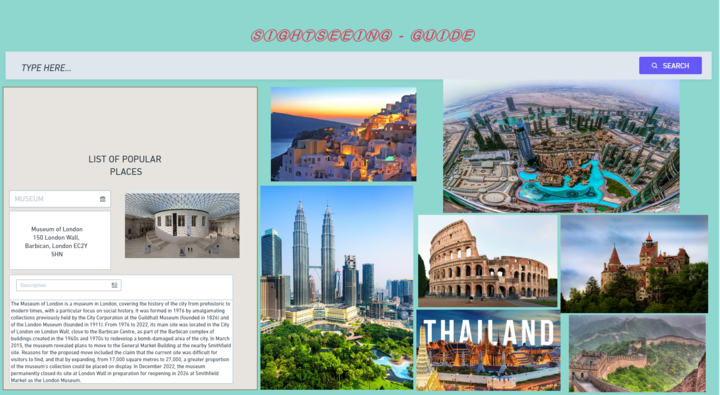 SIGHTSEEING - GUIDE
TYPE HERE...
SEARCH
LIST OF POPULAR
PLACES
MUSEUM
Museum of London
150 London Wall,
Barbican, London EC2Y
5HN
Description
The Museum of London is a museum in London, covering the history of the city from prehistoric to
modern times, with a particular focus on social history. It was formed in 1976 by amalgamating
collections previously held by the City Corporation at the Guildhall Museum (founded in 1826) and
of the London Museum (founded in 1911). From 1976 to 2022, its main site was located in the City
of London on London Wall, close to the Barbican Centre, as part of the Barbican complex of
buildings created in the 1960s and 1970s to redevelop a bomb-damaged area of the city. In March
2015, the museum revealed plans to move to the General Market Building at the nearby Smithfield
site. Reasons for the proposed move included the claim that the current site was difficult for
visitors to find, and that by expanding, from 17,000 square metres to 27,000, a greater proportion
of the museum's collection could be placed on display. In December 2022, the museum
permanently closed its site at London Wall in preparation for reopening in 2026 at Smithfield
Market as the London Museum.
THAILAND